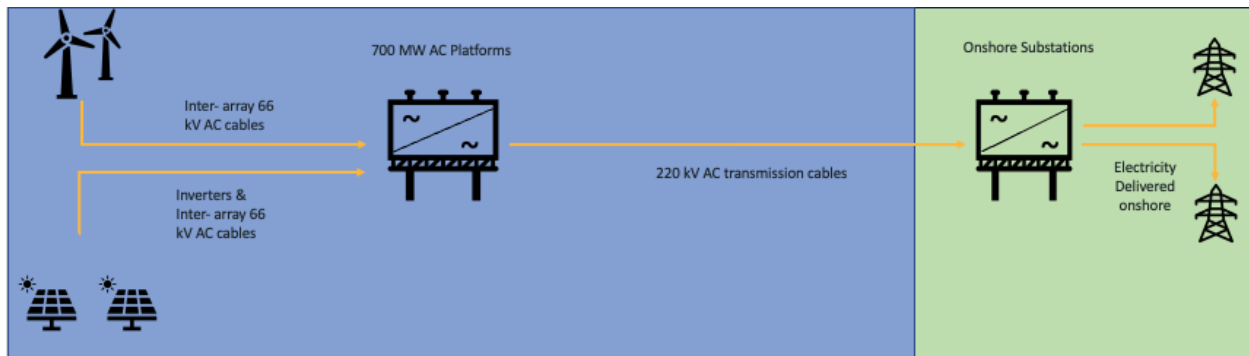 700 MW AC Platforms
Onshore Substations
Inter- array 66
kV AC cables
220 kV AC transmission cables
Electricity
Delivered
onshore
Inverters &
Inter- array 66
kV AC cables